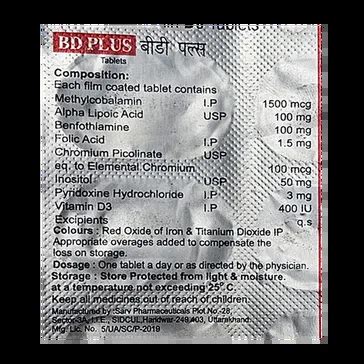 BD PLUS बीडी पल्स
Tablets
Composition:
Each film coated tablet contains
Methylcobalamin I.P 1500 mcg
Alpha Lipoic Acid USP 100 mg
Benfothlamine 100 mg
Folic Acid I.P 1.5 mg
Chromium Picolinate USP
eq. to Elemental Chromium 100 mcg
Inositol USP 50 mg
Pyridoxine Hydrochloride I.P 3 mg
Vitamin D3 I.P 400 IU
Excipients q.s
Colours : Red Oxide of Iron & Titanium Dioxide IP
Appropriate overages added to compensate the
loss on storage.
Dosage : One tablet a day or as directed by the physician.
Storage : Store Protected from light & moisture.
at a temperature not exceeding 25° C.
Keep all medicines out of reach of children.
Manufactured by : Sarv Pharmaceuticals Plot No.-28,
Sector-3A, I.I.E., SIDCUL, Haridwar-249 403, Uttarakhand.
Mfg. Lic. No. 5/UA/SC/P-2019